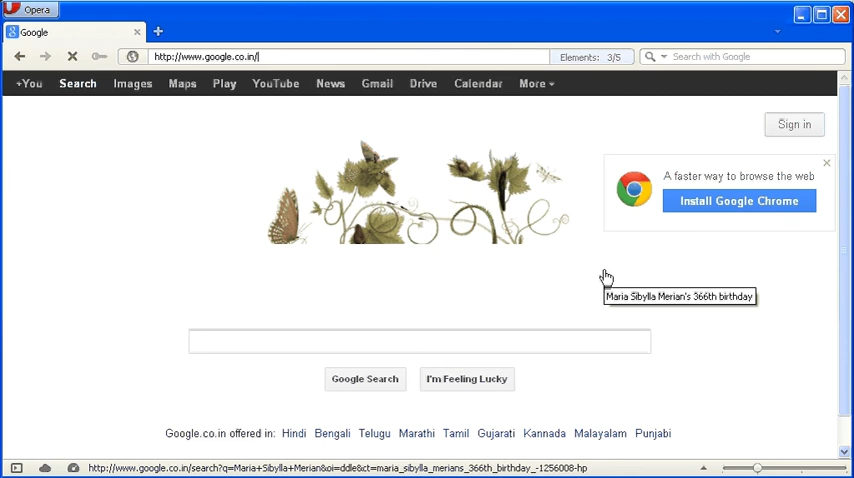 Opera
Google
http://www.google.co.in/
Elements: 3/5
Search with Google
+You Search Images Maps Play YouTube News Gmail Drive Calendar More
Sign in
A faster way to browse the web
Install Google Chrome
Maria Sibylla Merian's 366th birthday
Google Search
I'm Feeling Lucky
Google.co.in offered in: Hindi Bengali Telugu Marathi Tamil Gujarati Kannada Malayalam Punjabi
http://www.google.co.in/search?q=Maria+Sibylla+Merian&oi=ddle&ct=maria_sibylla_merians_366th_birthday_-1256008-hp